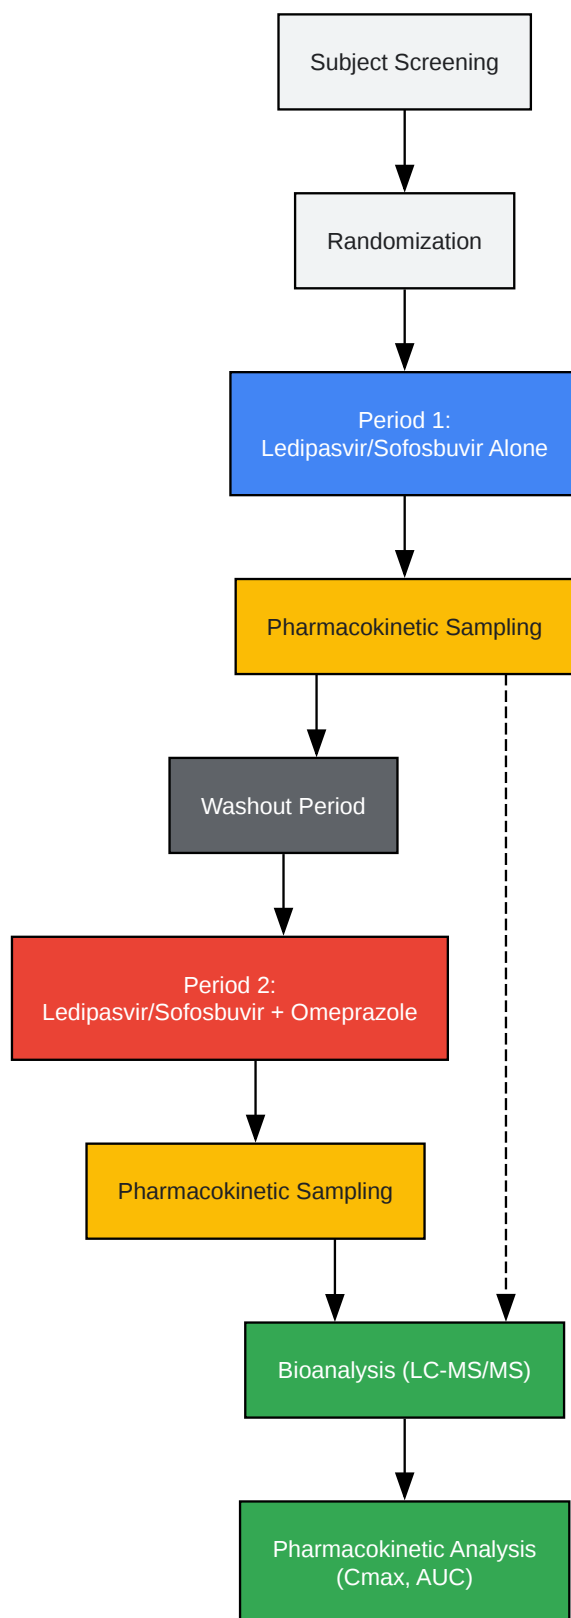 Subject Screening
Randomization
Period 1:
Ledipasvir/Sofosbuvir Alone
Pharmacokinetic Sampling
Washout Period
Period 2:
Ledipasvir/Sofosbuvir + Omeprazole
Pharmacokinetic Sampling
Bioanalysis (LC-MS/MS)
Pharmacokinetic Analysis
(Cmax, AUC)